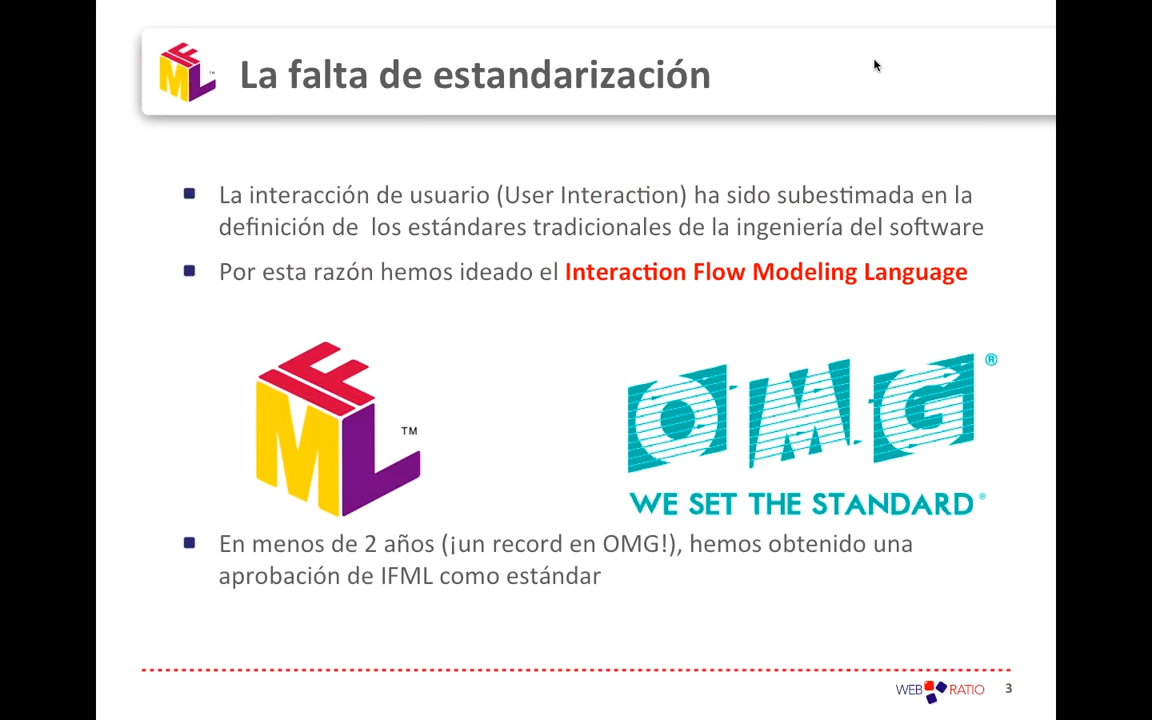 IFML™
La falta de estandarización
La interacción de usuario (User Interaction) ha sido subestimada en la
definición de  los estándares tradicionales de la ingeniería del software
Por esta razón hemos ideado el Interaction Flow Modeling Language
IFML™
OMG®
WE SET THE STANDARD®
En menos de 2 años (¡un record en OMG!), hemos obtenido una
aprobación de IFML como estándar
WEB RATIO
3